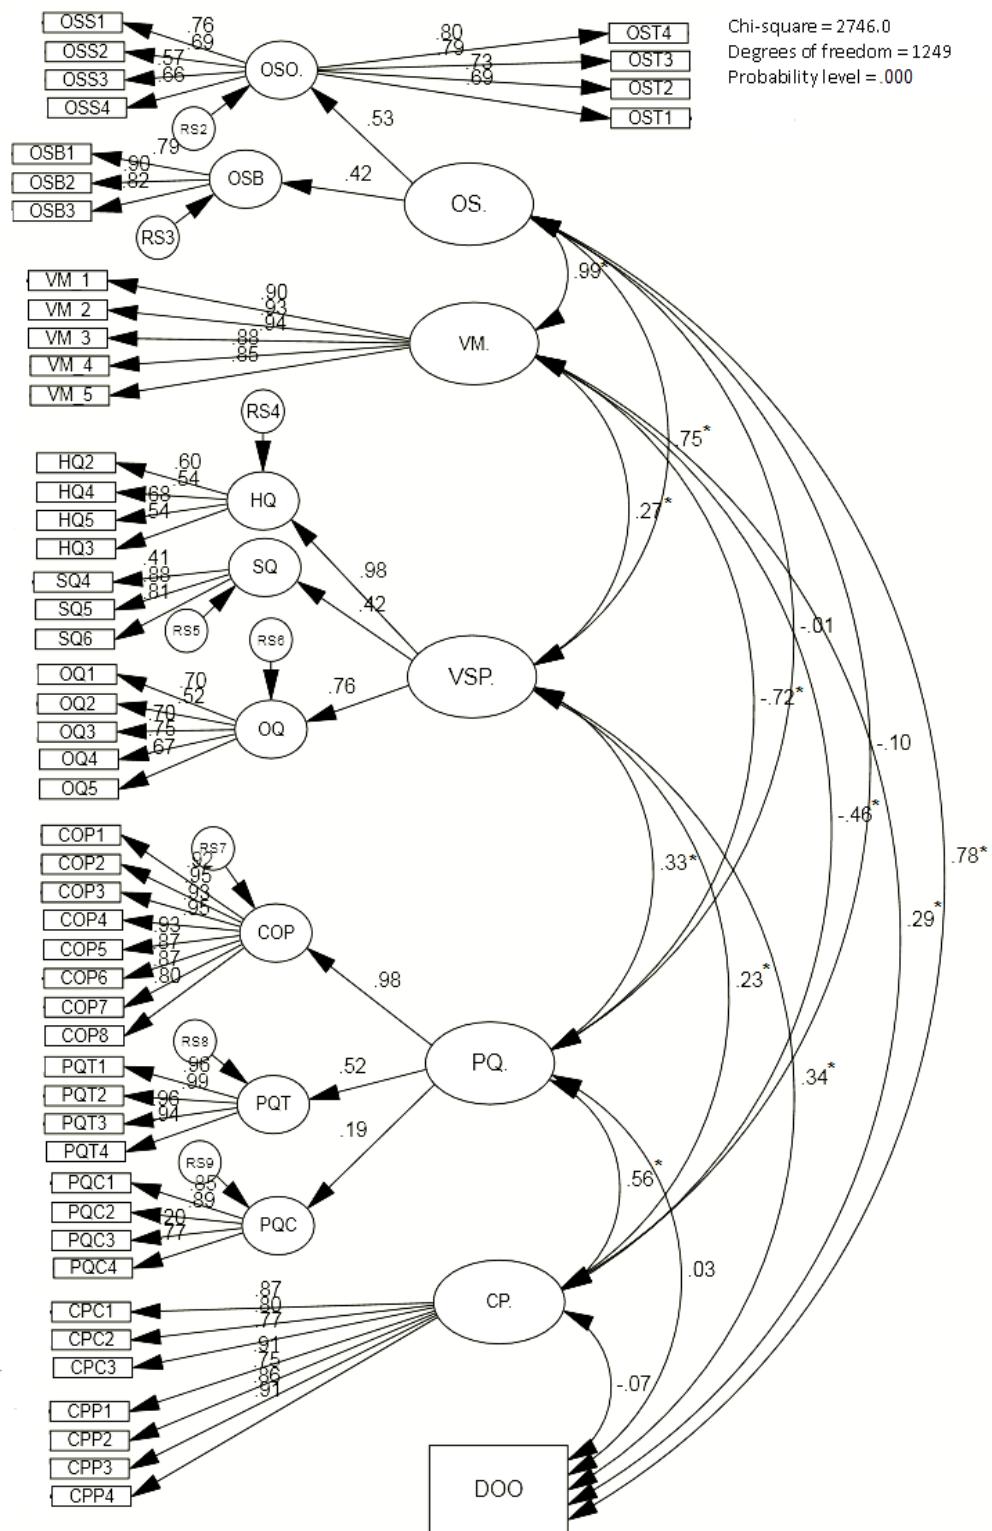 Chi-square = 2746.0
Degrees of freedom = 1249
Probability level = .000
OSS1
OSS2
OSS3
OSS4
.76
.69
.57
.66
OSO.
RS2
.80
.79
.73
.69
OST4
OST3
OST2
OST1
.53
.42
OSB1
OSB2
OSB3
.79
.90
.82
OSB
RS3
OS.
.99*
VM_1
VM_2
VM_3
VM_4
VM_5
.90
.93
.94
.88
.85
VM.
.75*
.27*
RS4
HQ2
HQ4
HQ5
HQ3
.60
.54
.68
.54
HQ
SQ4
SQ5
SQ6
.41
.88
.81
SQ
RS5
.98
.42
RS6
OQ1
OQ2
OQ3
OQ4
OQ5
.70
.52
.70
.75
.67
OQ
.76
VSP.
-.01
-.72*
-.10
-.46*
.78*
.33*
.29*
.23*
.34*
COP1
COP2
COP3
COP4
COP5
COP6
COP7
COP8
RS7
.92
.95
.93
.95
.93
.87
.87
.80
COP
.98
RS8
PQT1
PQT2
PQT3
PQT4
.96
.99
.96
.94
PQT
.52
PQ.
.19
RS9
PQC1
PQC2
PQC3
PQC4
.85
.89
.20
.77
PQC
.56*
.03
CPC1
CPC2
CPC3
CPP1
CPP2
CPP3
CPP4
.87
.80
.77
.91
.75
.86
.91
CP.
-.07
DOO